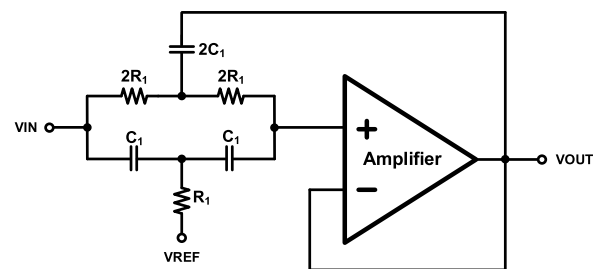 2C₁
2R₁
2R₁
VIN
C₁
C₁
+
Amplifier
VOUT
−
R₁
VREF